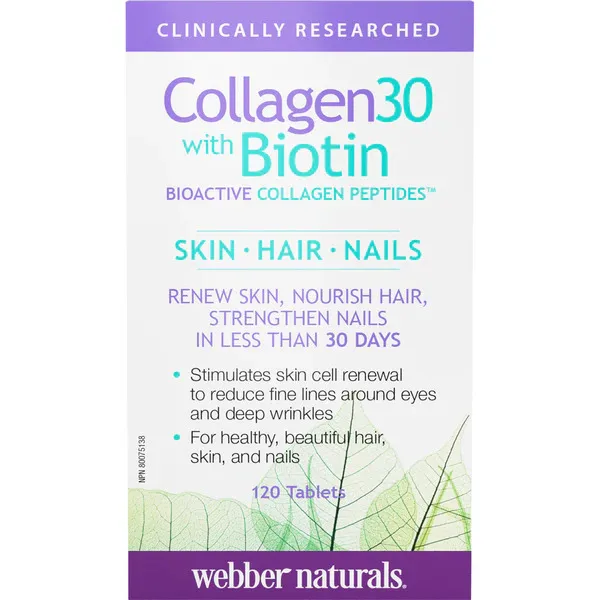 CLINICALLY RESEARCHED
Collagen30
with Biotin
BIOACTIVE COLLAGEN PEPTIDES™
SKIN · HAIR · NAILS
RENEW SKIN, NOURISH HAIR,
STRENGTHEN NAILS
IN LESS THAN 30 DAYS
• Stimulates skin cell renewal
to reduce fine lines around eyes
and deep wrinkles
• For healthy, beautiful hair,
skin, and nails
NPN 80075138
120 Tablets
webber naturals®